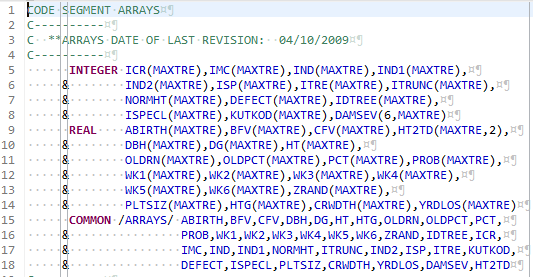 1 CODE SEGMENT ARRAYS
2 C----------
3 C  **ARRAYS DATE OF LAST REVISION:  04/10/2009
4 C----------
5       INTEGER ICR(MAXTRE),IMC(MAXTRE),IND(MAXTRE),IND1(MAXTRE),
6      &        IND2(MAXTRE),ISP(MAXTRE),ITRE(MAXTRE),ITRUNC(MAXTRE),
7      &        NORMHT(MAXTRE),DEFECT(MAXTRE),IDTREE(MAXTRE),
8      &        ISPECL(MAXTRE),KUTKOD(MAXTRE),DAMSEV(6,MAXTRE)
9       REAL    ABIRTH(MAXTRE),BFV(MAXTRE),CFV(MAXTRE),HT2TD(MAXTRE,2),
10      &        DBH(MAXTRE),DG(MAXTRE),HT(MAXTRE),
11      &        OLDRN(MAXTRE),OLDPCT(MAXTRE),PCT(MAXTRE),PROB(MAXTRE),
12      &        WK1(MAXTRE),WK2(MAXTRE),WK3(MAXTRE),WK4(MAXTRE),
13      &        WK5(MAXTRE),WK6(MAXTRE),ZRAND(MAXTRE),
14      &        PLTSIZ(MAXTRE),HTG(MAXTRE),CRWDTH(MAXTRE),YRDLOS(MAXTRE)
15       COMMON /ARRAYS/ ABIRTH,BFV,CFV,DBH,DG,HT,HTG,OLDRN,OLDPCT,PCT,
16      &                PROB,WK1,WK2,WK3,WK4,WK5,WK6,ZRAND,IDTREE,ICR,
17      &                IMC,IND,IND1,NORMHT,ITRUNC,IND2,ISP,ITRE,KUTKOD,
18      &                DEFECT,ISPECL,PLTSIZ,CRWDTH,YRDLOS,DAMSEV,HT2TD